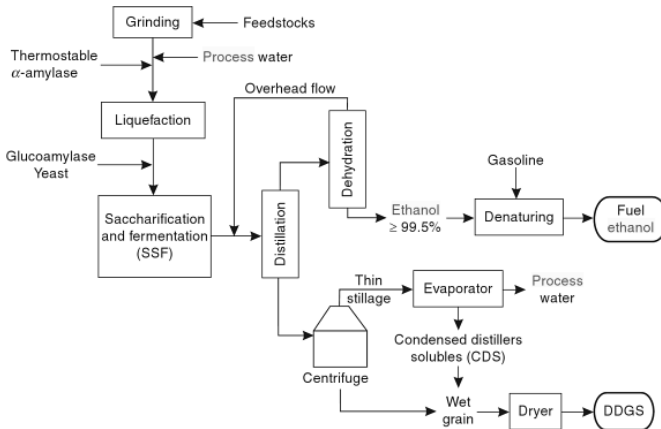 Grinding
Feedstocks
Thermostable
α-amylase
Process water
Overhead flow
Liquefaction
Dehydration
Glucoamylase
Yeast
Gasoline
Saccharification
and fermentation
(SSF)
Distillation
Ethanol
≥ 99.5%
Denaturing
Fuel
ethanol
Thin
stillage
Evaporator
Process
water
Condensed distillers
solubles (CDS)
Centrifuge
Wet
grain
Dryer
DDGS